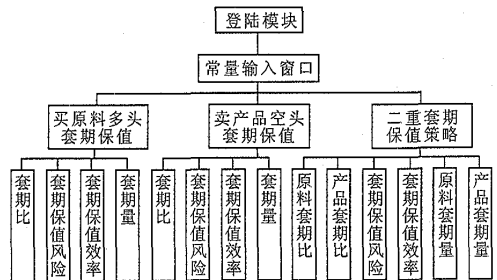 登陆模块
常量输入窗口
买原料多头
套期保值
卖产品空头
套期保值
二重套期
保值策略
套期比
套期保值风险
套期保值效率
套期量
套期比
套期保值风险
套期保值效率
套期量
原料套期比
产品套期比
套期保值风险
套期保值效率
原料套期量
产品套期量